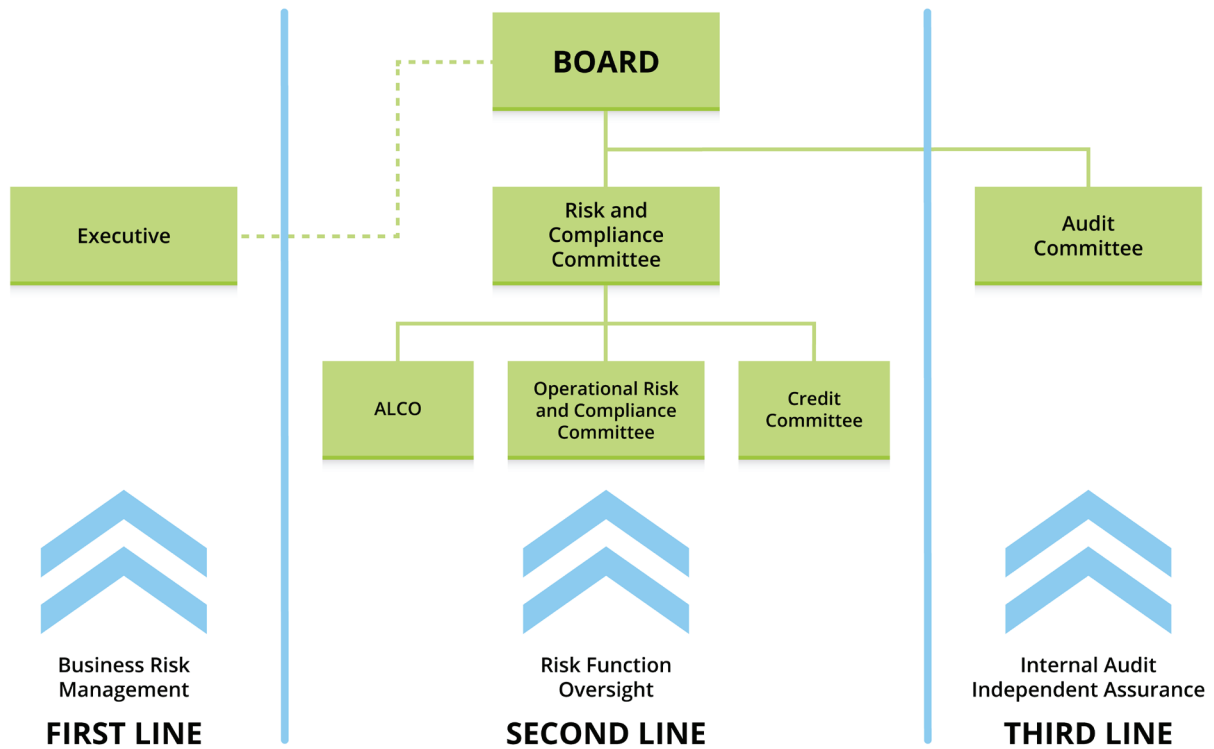 BOARD
Executive
Risk and
Compliance
Committee
Audit
Committee
ALCO
Operational Risk
and Compliance
Committee
Credit
Committee
Business Risk
Management
FIRST LINE
Risk Function
Oversight
SECOND LINE
Internal Audit
Independent Assurance
THIRD LINE